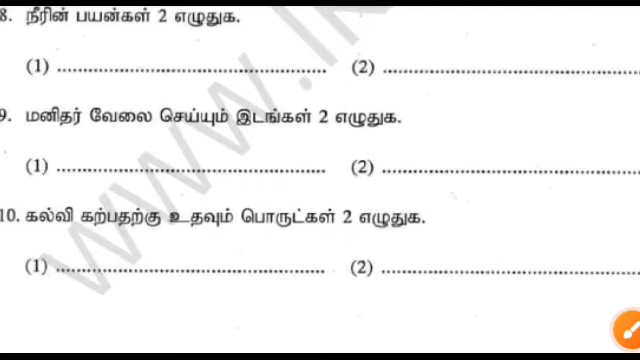 8. நீரின் பயன்கள் 2 எழுதுக.
(1) ................................................................ (2) ................................................................
9. மனிதர் வேலை செய்யும் இடங்கள் 2 எழுதுக.
(1) ................................................................ (2) ................................................................
10. கல்வி கற்பதற்கு உதவும் பொருட்கள் 2 எழுதுக.
(1) ................................................................ (2) ................................................................